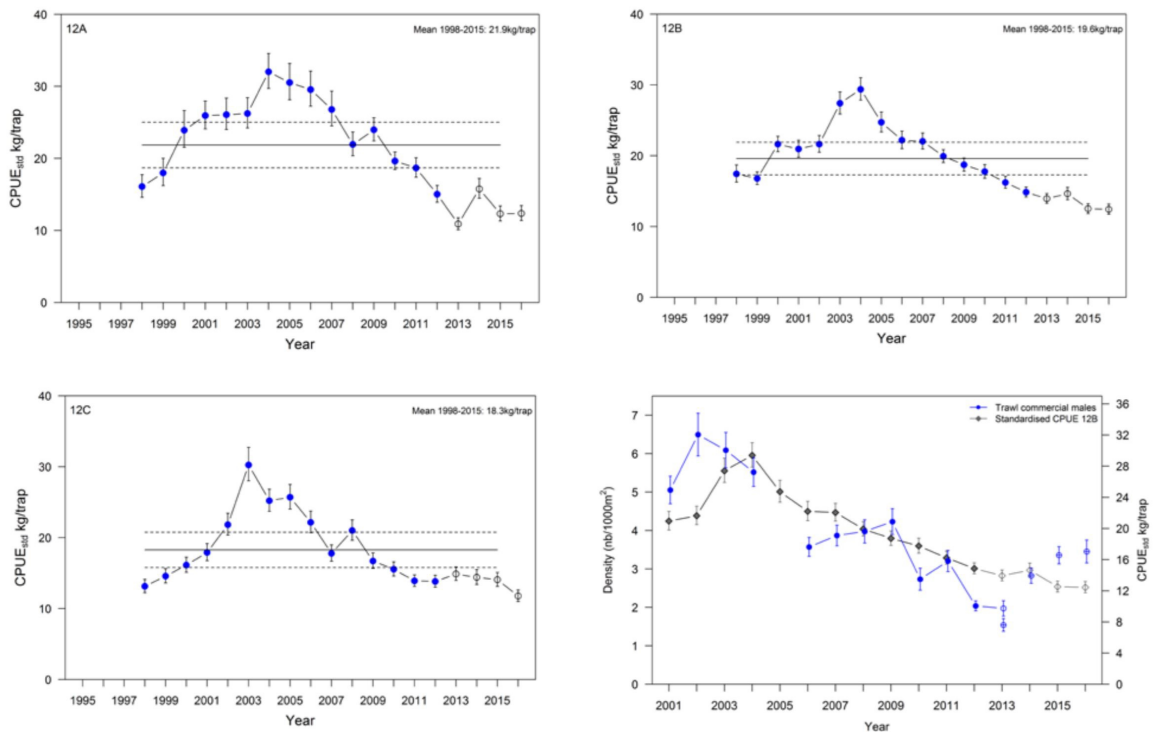 12A
Mean 1998-2015: 21.9kg/trap
CPUEstd kg/trap
40
30
20
10
0
1995 1997 1999 2001 2003 2005 2007 2009 2011 2013 2015
Year
12B
Mean 1998-2015: 19.6kg/trap
CPUEstd kg/trap
40
30
20
10
0
1995 1997 1999 2001 2003 2005 2007 2009 2011 2013 2015
Year
12C
Mean 1998-2015: 18.3kg/trap
CPUEstd kg/trap
40
30
20
10
0
1995 1997 1999 2001 2003 2005 2007 2009 2011 2013 2015
Year
Trawl commercial males
Standardised CPUE 12B
Density (nb/1000m²)
7
6
5
4
3
2
1
0
36
32
28
24
20
16
12
8
4
0
CPUEstd kg/trap
2001 2003 2005 2007 2009 2011 2013 2015
Year